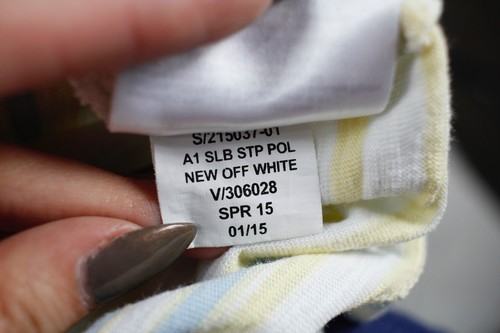 S/215037-01
A1 SLB STP POL
NEW OFF WHITE
V/306028
SPR 15
01/15